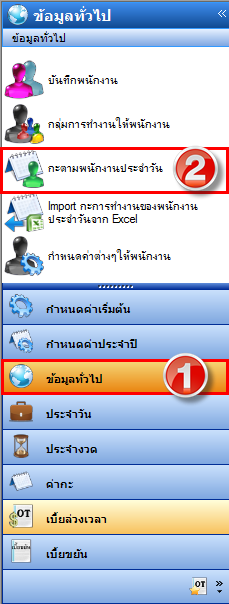 ข้อมูลทั่วไป
ข้อมูลทั่วไป
บันทึกพนักงาน
กลุ่มการทำงานให้พนักงาน
กะตามพนักงานประจำวัน
2
Import กะการทำงานของพนักงาน
ประจำวันจาก Excel
กำหนดค่าต่างๆให้พนักงาน
กำหนดค่าเริ่มต้น
กำหนดค่าประจำปี
ข้อมูลทั่วไป
1
ประจำวัน
ประจำงวด
ค่ากะ
OT
เบี้ยล่วงเวลา
เบี้ยขยัน
เบี้ยขยัน
OT